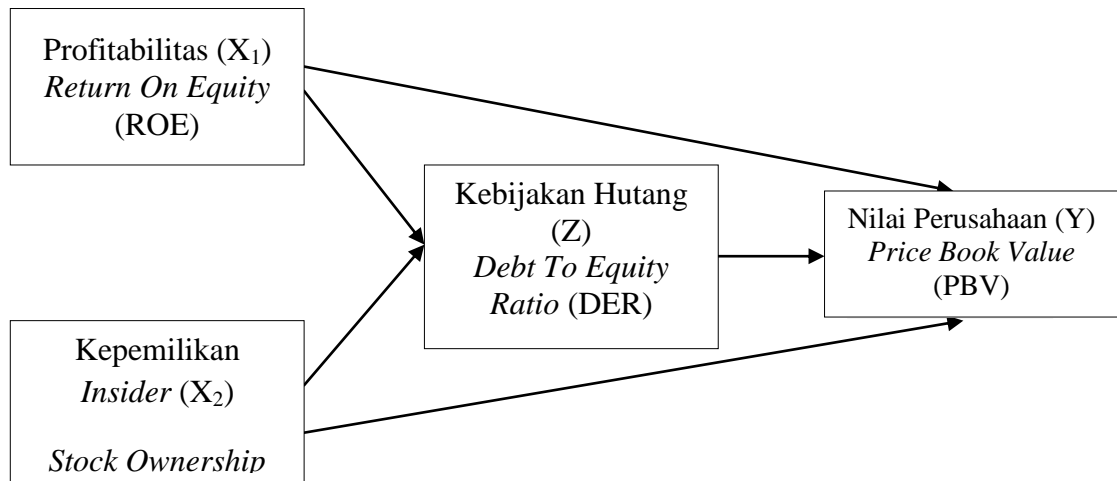 Profitabilitas (X₁)
Return On Equity
(ROE)
Kebijakan Hutang
(Z)
Debt To Equity
Ratio (DER)
Nilai Perusahaan (Y)
Price Book Value
(PBV)
Kepemilikan
Insider (X₂)
Stock Ownership